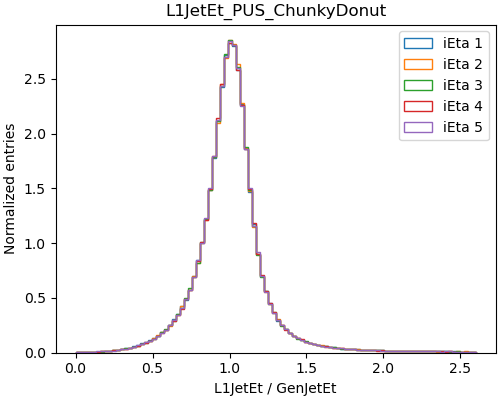 L1JetEt_PUS_ChunkyDonut
iEta 1
iEta 2
iEta 3
iEta 4
iEta 5
Normalized entries
2.5
2.0
1.5
1.0
0.5
0.0
0.0 0.5 1.0 1.5 2.0 2.5
L1JetEt / GenJetEt